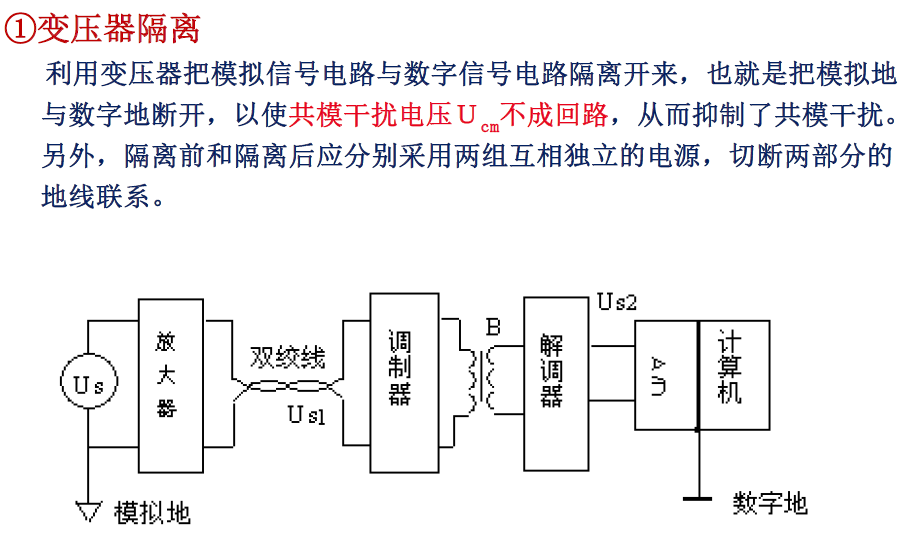 ①变压器隔离
利用变压器把模拟信号电路与数字信号电路隔离开来，也就是把模拟地
与数字地断开，以使共模干扰电压Ucm不成回路，从而抑制了共模干扰。
另外，隔离前和隔离后应分别采用两组互相独立的电源，切断两部分的
地线联系。
Us
放大器
双绞线
Us1
调制器
B
解调器
Us2
计算机
模拟地
数字地